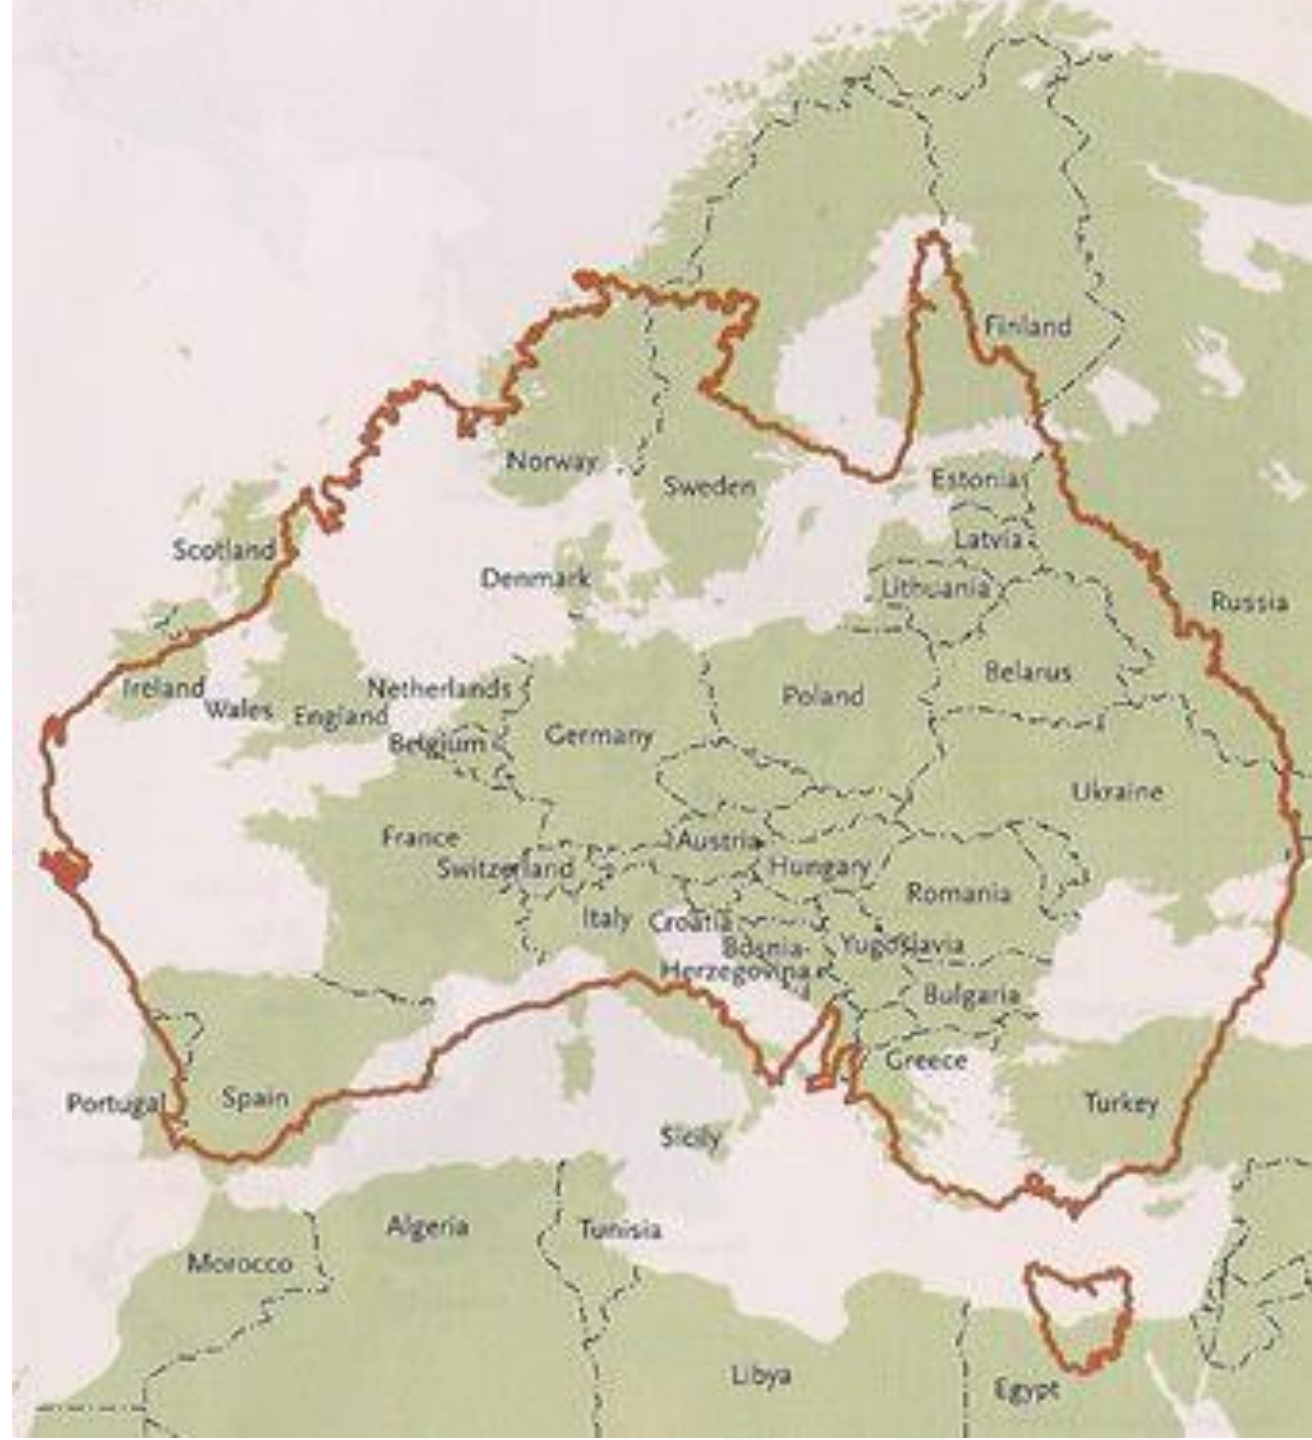 Finland
Norway
Sweden
Estonia
Scotland
Latvia
Denmark
Lithuania
Russia
Belarus
Ireland
Netherlands
Poland
Wales
England
Belgium
Germany
Ukraine
France
Austria
Switzerland
Hungary
Romania
Italy
Croatia
Bosnia-
Herzegovina
Yugoslavia
Bulgaria
Greece
Portugal
Spain
Turkey
Sicily
Algeria
Tunisia
Morocco
Libya
Egypt